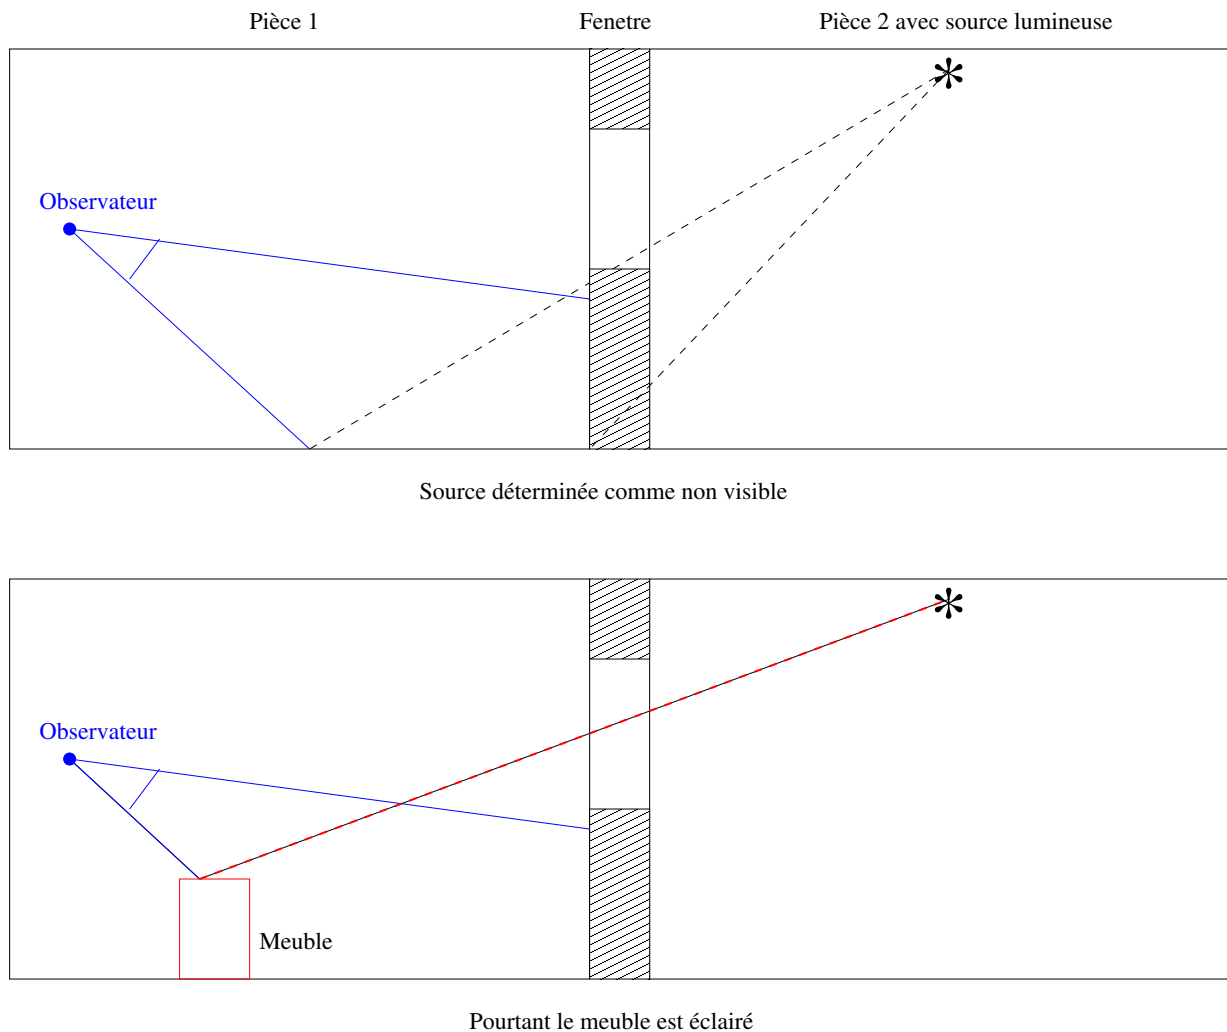 Pièce 1
Fenetre
Pièce 2 avec source lumineuse
Observateur
Source déterminée comme non visible
Observateur
Meuble
Pourtant le meuble est éclairé